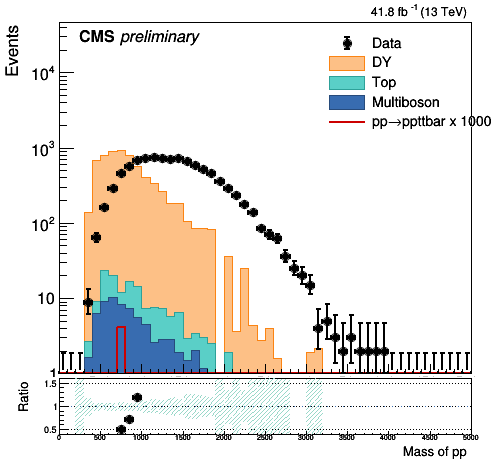 41.8 fb⁻¹ (13 TeV)
CMS preliminary
Events
Data
DY
Top
Multiboson
pp→ppttbar x 1000
10⁴
10³
10²
10
1
Ratio
1.5
1
0.5
0 500 1000 1500 2000 2500 3000 3500 4000 4500 5000
Mass of pp